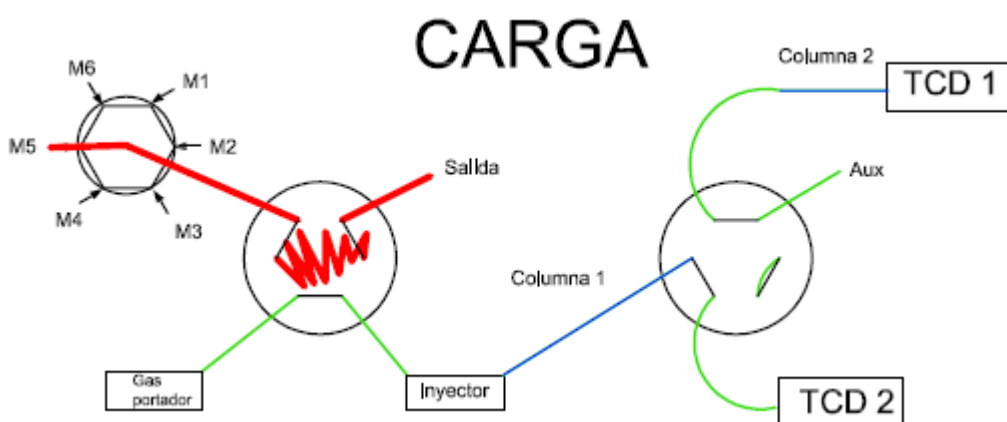 CARGA
M6
M1
M5
M2
M4
M3
Salida
Columna 2
TCD 1
Aux
Columna 1
Gas
portador
Inyector
TCD 2